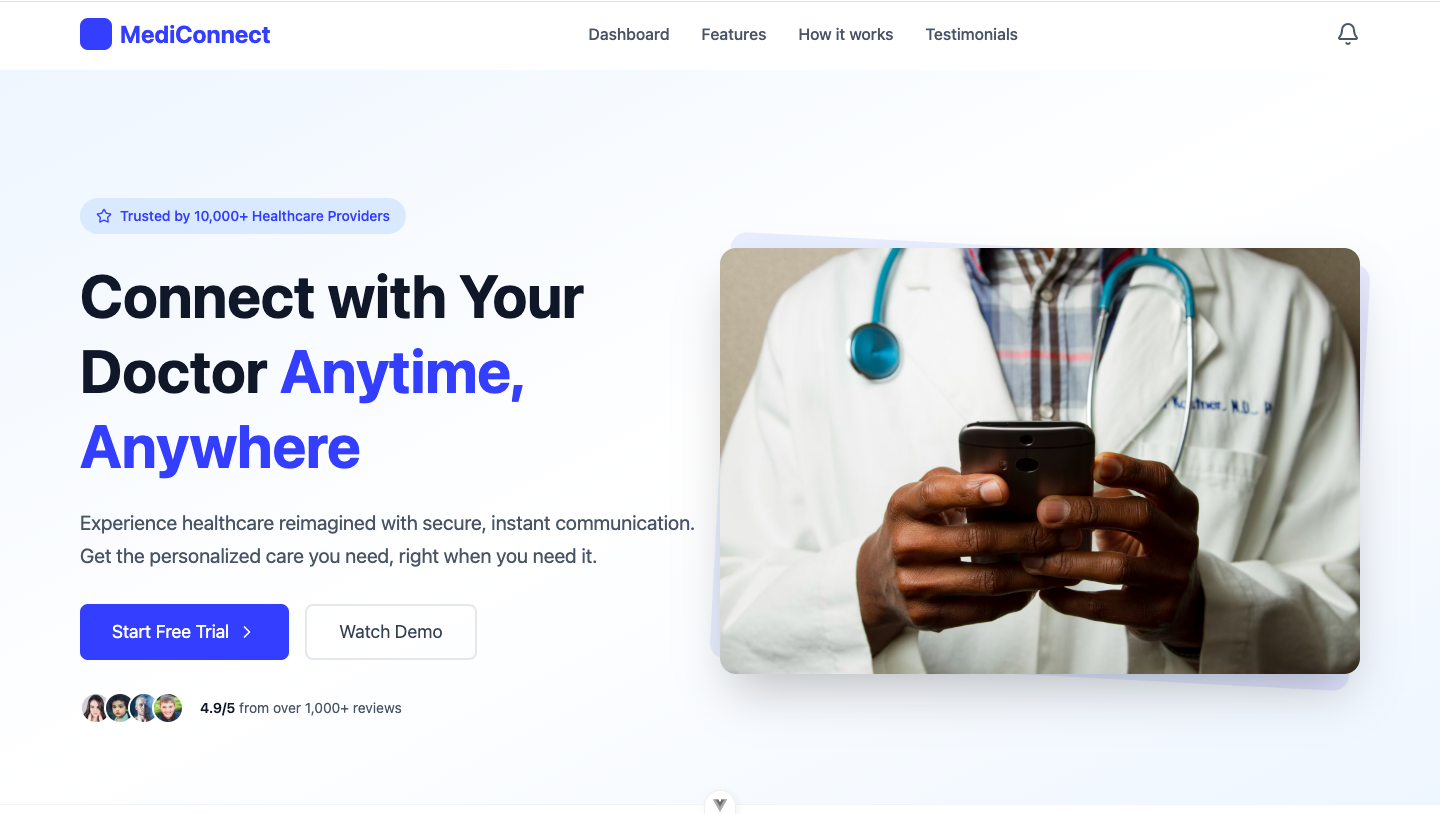 MediConnect
Dashboard
Features
How it works
Testimonials
Trusted by 10,000+ Healthcare Providers
Connect with Your
Doctor Anytime,
Anywhere
Experience healthcare reimagined with secure, instant communication.
Get the personalized care you need, right when you need it.
Start Free Trial
Watch Demo
4.9/5 from over 1,000+ reviews
M.D.